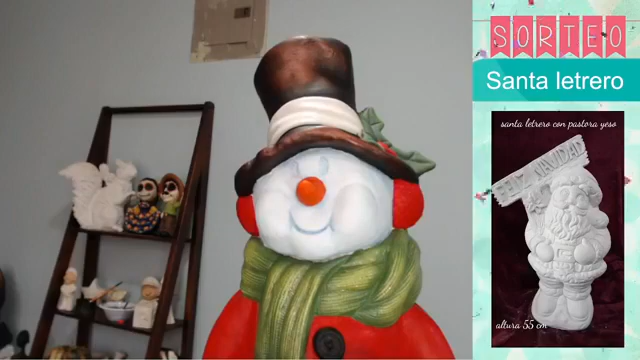 SORTEO
Santa letrero
santa letrero con pastora yeso
FELIZ NAVIDAD
altura 55 cm